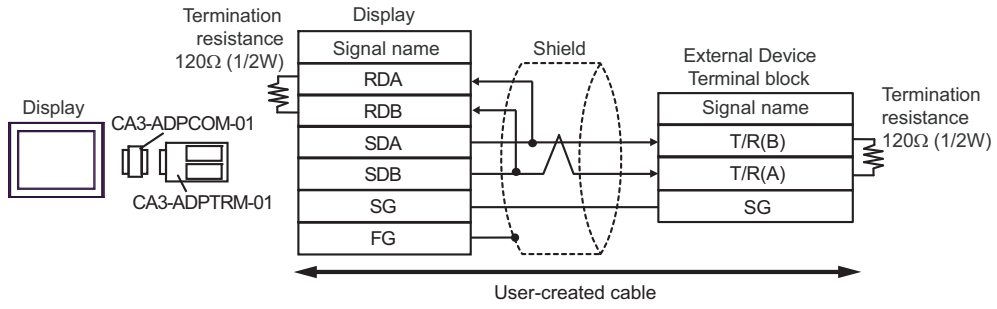 Termination
resistance
120Ω (1/2W)
Display
Signal name
RDA
RDB
SDA
SDB
SG
FG
Shield
External Device
Terminal block
Signal name
T/R(B)
T/R(A)
SG
Termination
resistance
120Ω (1/2W)
Display
CA3-ADPCOM-01
CA3-ADPTRM-01
User-created cable